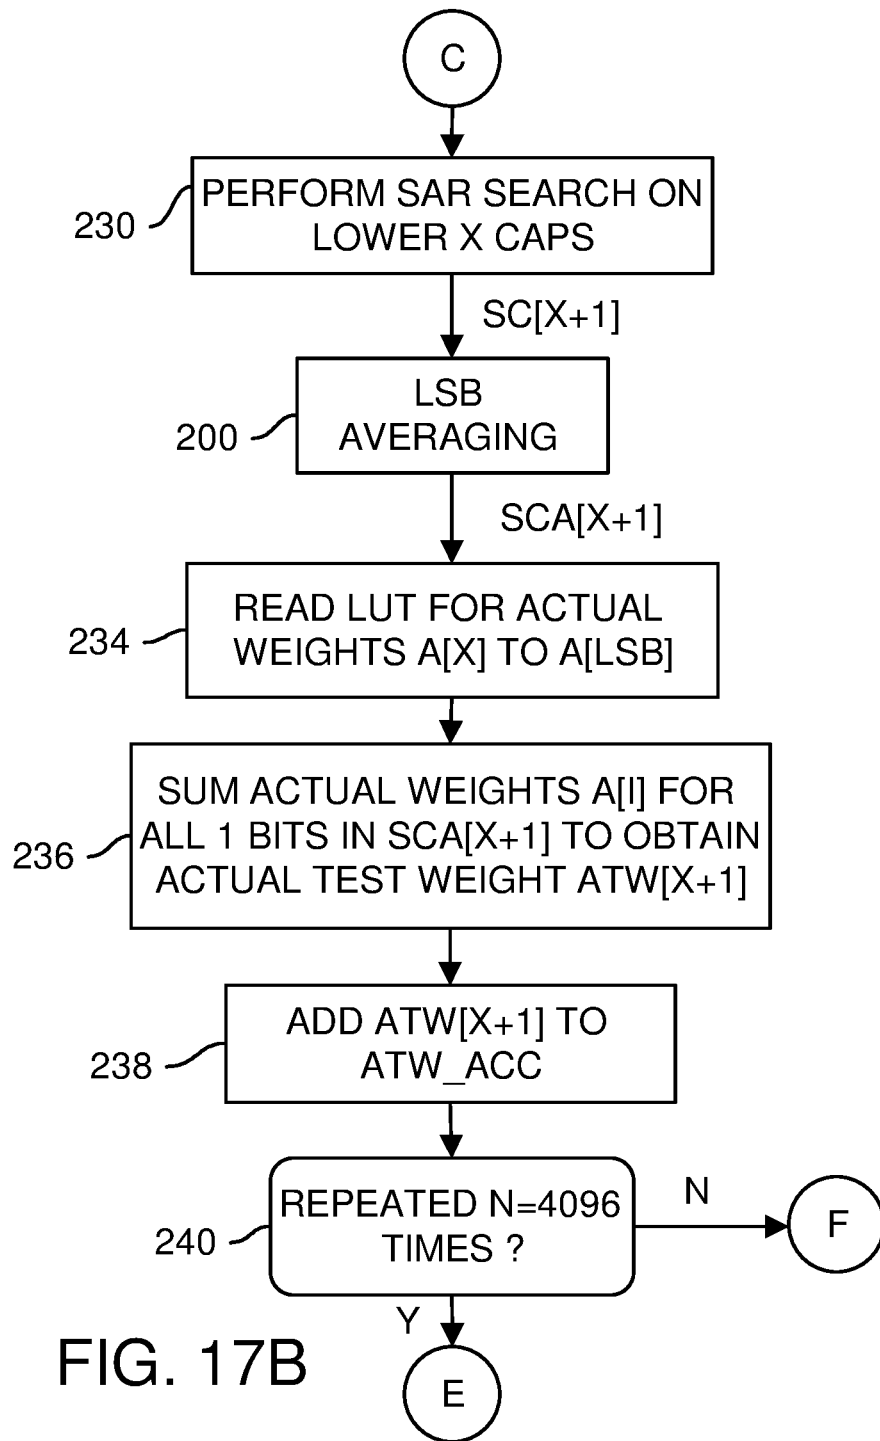 C
230
PERFORM SAR SEARCH ON
LOWER X CAPS
SC[X+1]
200
LSB
AVERAGING
SCA[X+1]
234
READ LUT FOR ACTUAL
WEIGHTS A[X] TO A[LSB]
236
SUM ACTUAL WEIGHTS A[I] FOR
ALL 1 BITS IN SCA[X+1] TO OBTAIN
ACTUAL TEST WEIGHT ATW[X+1]
238
ADD ATW[X+1] TO
ATW_ACC
240
REPEATED N=4096
TIMES ?
N
F
Y
E
FIG. 17B